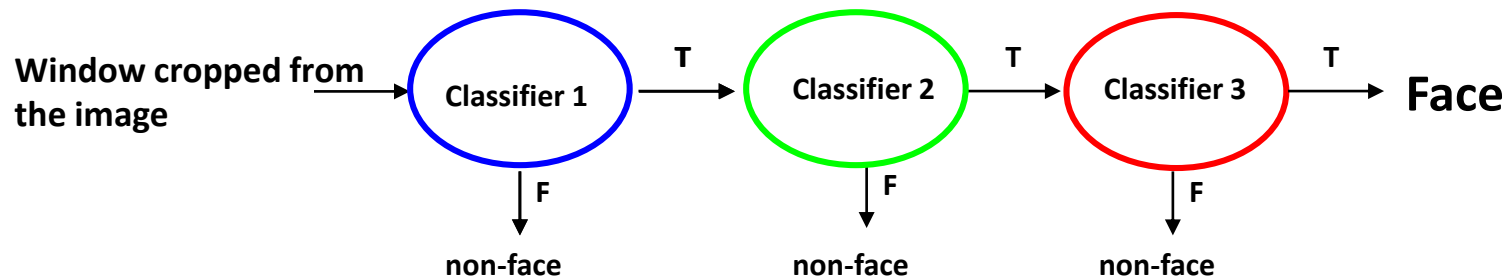 Window cropped from
the image
Classifier 1
T
Classifier 2
T
Classifier 3
T
Face
F
F
F
non-face
non-face
non-face